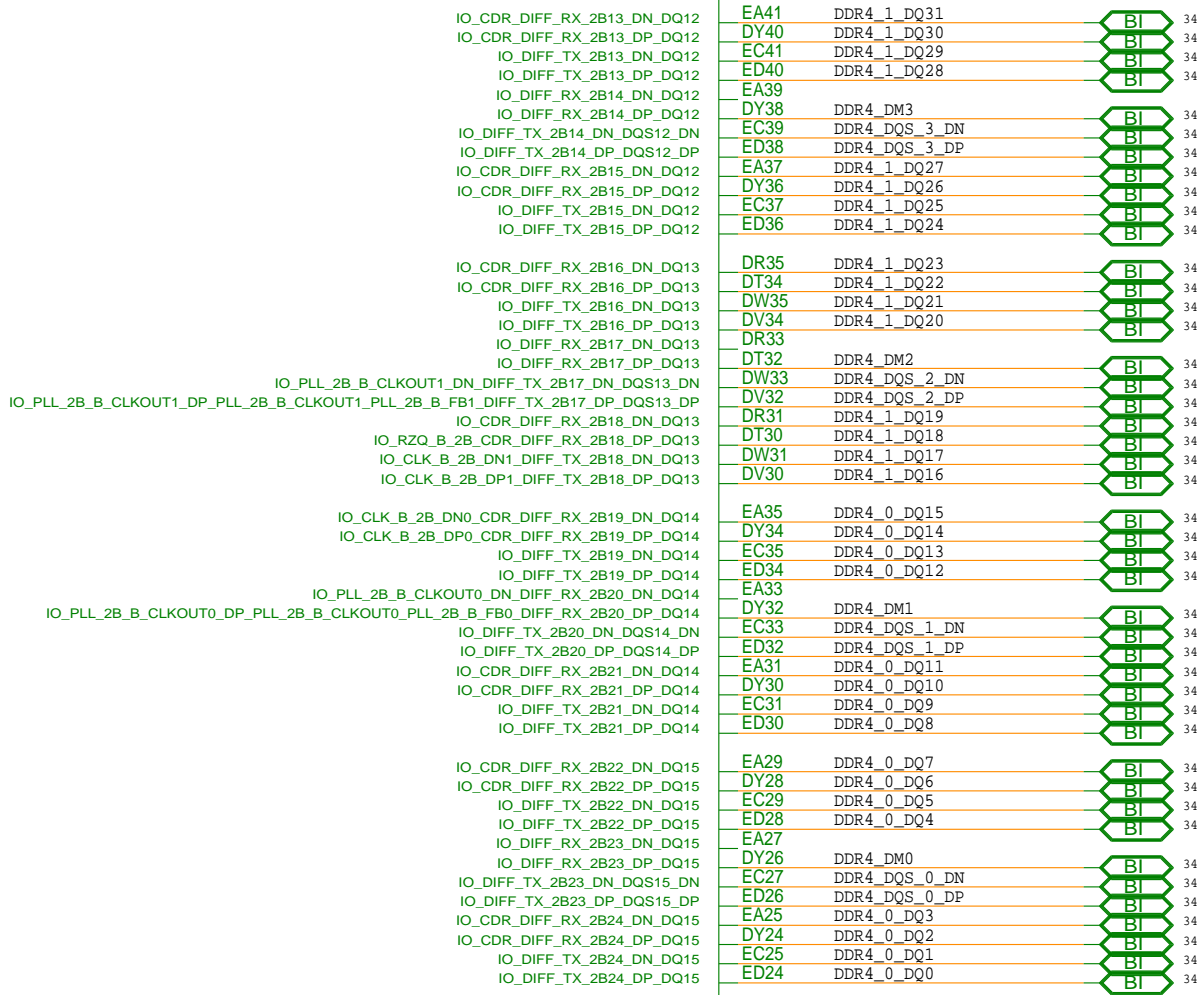 IO_CDR_DIFF_RX_2B13_DN_DQ12 EA41 DDR4_1_DQ31 BI 34
IO_CDR_DIFF_RX_2B13_DP_DQ12 DY40 DDR4_1_DQ30 BI 34
IO_DIFF_TX_2B13_DN_DQ12 EC41 DDR4_1_DQ29 BI 34
IO_DIFF_TX_2B13_DP_DQ12 ED40 DDR4_1_DQ28 BI 34
IO_DIFF_RX_2B14_DN_DQ12 EA39
IO_DIFF_RX_2B14_DP_DQ12 DY38 DDR4_DM3 BI 34
IO_DIFF_TX_2B14_DN_DQS12_DN EC39 DDR4_DQS_3_DN BI 34
IO_DIFF_TX_2B14_DP_DQS12_DP ED38 DDR4_DQS_3_DP BI 34
IO_CDR_DIFF_RX_2B15_DN_DQ12 EA37 DDR4_1_DQ27 BI 34
IO_CDR_DIFF_RX_2B15_DP_DQ12 DY36 DDR4_1_DQ26 BI 34
IO_DIFF_TX_2B15_DN_DQ12 EC37 DDR4_1_DQ25 BI 34
IO_DIFF_TX_2B15_DP_DQ12 ED36 DDR4_1_DQ24 BI 34
IO_CDR_DIFF_RX_2B16_DN_DQ13 DR35 DDR4_1_DQ23 BI 34
IO_CDR_DIFF_RX_2B16_DP_DQ13 DT34 DDR4_1_DQ22 BI 34
IO_DIFF_TX_2B16_DN_DQ13 DW35 DDR4_1_DQ21 BI 34
IO_DIFF_TX_2B16_DP_DQ13 DV34 DDR4_1_DQ20 BI 34
IO_DIFF_RX_2B17_DN_DQ13 DR33
IO_DIFF_RX_2B17_DP_DQ13 DT32 DDR4_DM2 BI 34
IO_PLL_2B_B_CLKOUT1_DN_DIFF_TX_2B17_DN_DQS13_DN DW33 DDR4_DQS_2_DN BI 34
IO_PLL_2B_B_CLKOUT1_DP_PLL_2B_B_CLKOUT1_PLL_2B_B_FB1_DIFF_TX_2B17_DP_DQS13_DP DV32 DDR4_DQS_2_DP BI 34
IO_CDR_DIFF_RX_2B18_DN_DQ13 DR31 DDR4_1_DQ19 BI 34
IO_RZQ_B_2B_CDR_DIFF_RX_2B18_DP_DQ13 DT30 DDR4_1_DQ18 BI 34
IO_CLK_B_2B_DN1_DIFF_TX_2B18_DN_DQ13 DW31 DDR4_1_DQ17 BI 34
IO_CLK_B_2B_DP1_DIFF_TX_2B18_DP_DQ13 DV30 DDR4_1_DQ16 BI 34
IO_CLK_B_2B_DN0_CDR_DIFF_RX_2B19_DN_DQ14 EA35 DDR4_0_DQ15 BI 34
IO_CLK_B_2B_DP0_CDR_DIFF_RX_2B19_DP_DQ14 DY34 DDR4_0_DQ14 BI 34
IO_DIFF_TX_2B19_DN_DQ14 EC35 DDR4_0_DQ13 BI 34
IO_DIFF_TX_2B19_DP_DQ14 ED34 DDR4_0_DQ12 BI 34
IO_PLL_2B_B_CLKOUT0_DN_DIFF_RX_2B20_DN_DQ14 EA33
IO_PLL_2B_B_CLKOUT0_DP_PLL_2B_B_CLKOUT0_PLL_2B_B_FB0_DIFF_RX_2B20_DP_DQ14 DY32 DDR4_DM1 BI 34
IO_DIFF_TX_2B20_DN_DQS14_DN EC33 DDR4_DQS_1_DN BI 34
IO_DIFF_TX_2B20_DP_DQS14_DP ED32 DDR4_DQS_1_DP BI 34
IO_CDR_DIFF_RX_2B21_DN_DQ14 EA31 DDR4_0_DQ11 BI 34
IO_CDR_DIFF_RX_2B21_DP_DQ14 DY30 DDR4_0_DQ10 BI 34
IO_DIFF_TX_2B21_DN_DQ14 EC31 DDR4_0_DQ9 BI 34
IO_DIFF_TX_2B21_DP_DQ14 ED30 DDR4_0_DQ8 BI 34
IO_CDR_DIFF_RX_2B22_DN_DQ15 EA29 DDR4_0_DQ7 BI 34
IO_CDR_DIFF_RX_2B22_DP_DQ15 DY28 DDR4_0_DQ6 BI 34
IO_DIFF_TX_2B22_DN_DQ15 EC29 DDR4_0_DQ5 BI 34
IO_DIFF_TX_2B22_DP_DQ15 ED28 DDR4_0_DQ4 BI 34
IO_DIFF_RX_2B23_DN_DQ15 EA27
IO_DIFF_RX_2B23_DP_DQ15 DY26 DDR4_DM0 BI 34
IO_DIFF_TX_2B23_DN_DQS15_DN EC27 DDR4_DQS_0_DN BI 34
IO_DIFF_TX_2B23_DP_DQS15_DP ED26 DDR4_DQS_0_DP BI 34
IO_CDR_DIFF_RX_2B24_DN_DQ15 EA25 DDR4_0_DQ3 BI 34
IO_CDR_DIFF_RX_2B24_DP_DQ15 DY24 DDR4_0_DQ2 BI 34
IO_DIFF_TX_2B24_DN_DQ15 EC25 DDR4_0_DQ1 BI 34
IO_DIFF_TX_2B24_DP_DQ15 ED24 DDR4_0_DQ0 BI 34